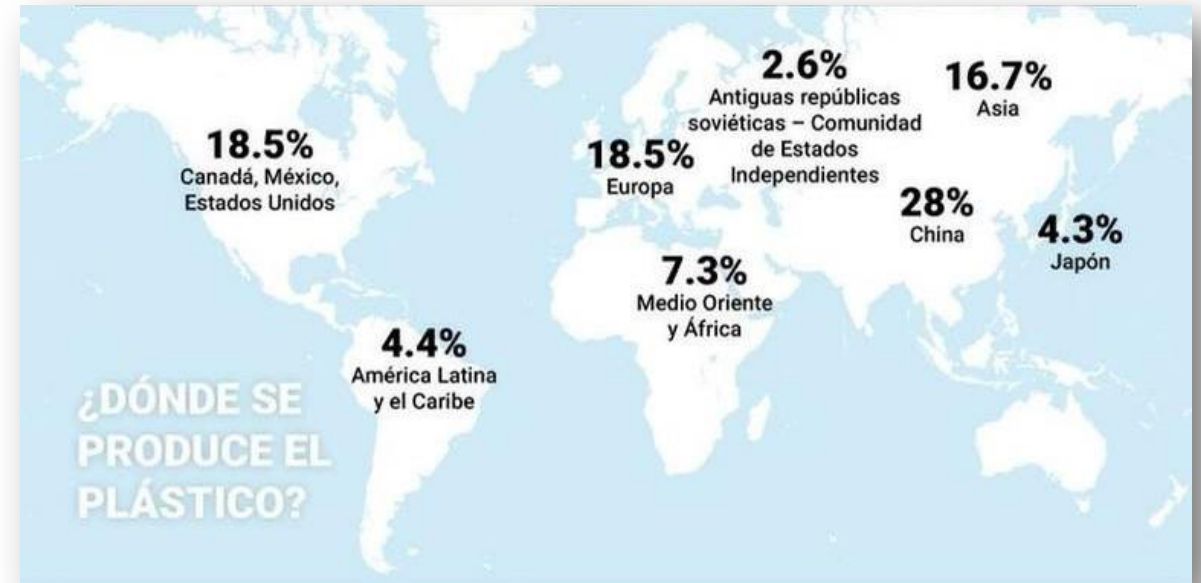 18.5%
Canadá, México,
Estados Unidos
4.4%
América Latina
y el Caribe
18.5%
Europa
2.6%
Antiguas repúblicas
soviéticas – Comunidad
de Estados
Independientes
7.3%
Medio Oriente
y África
16.7%
Asia
28%
China
4.3%
Japón
¿DÓNDE SE
PRODUCE EL
PLÁSTICO?